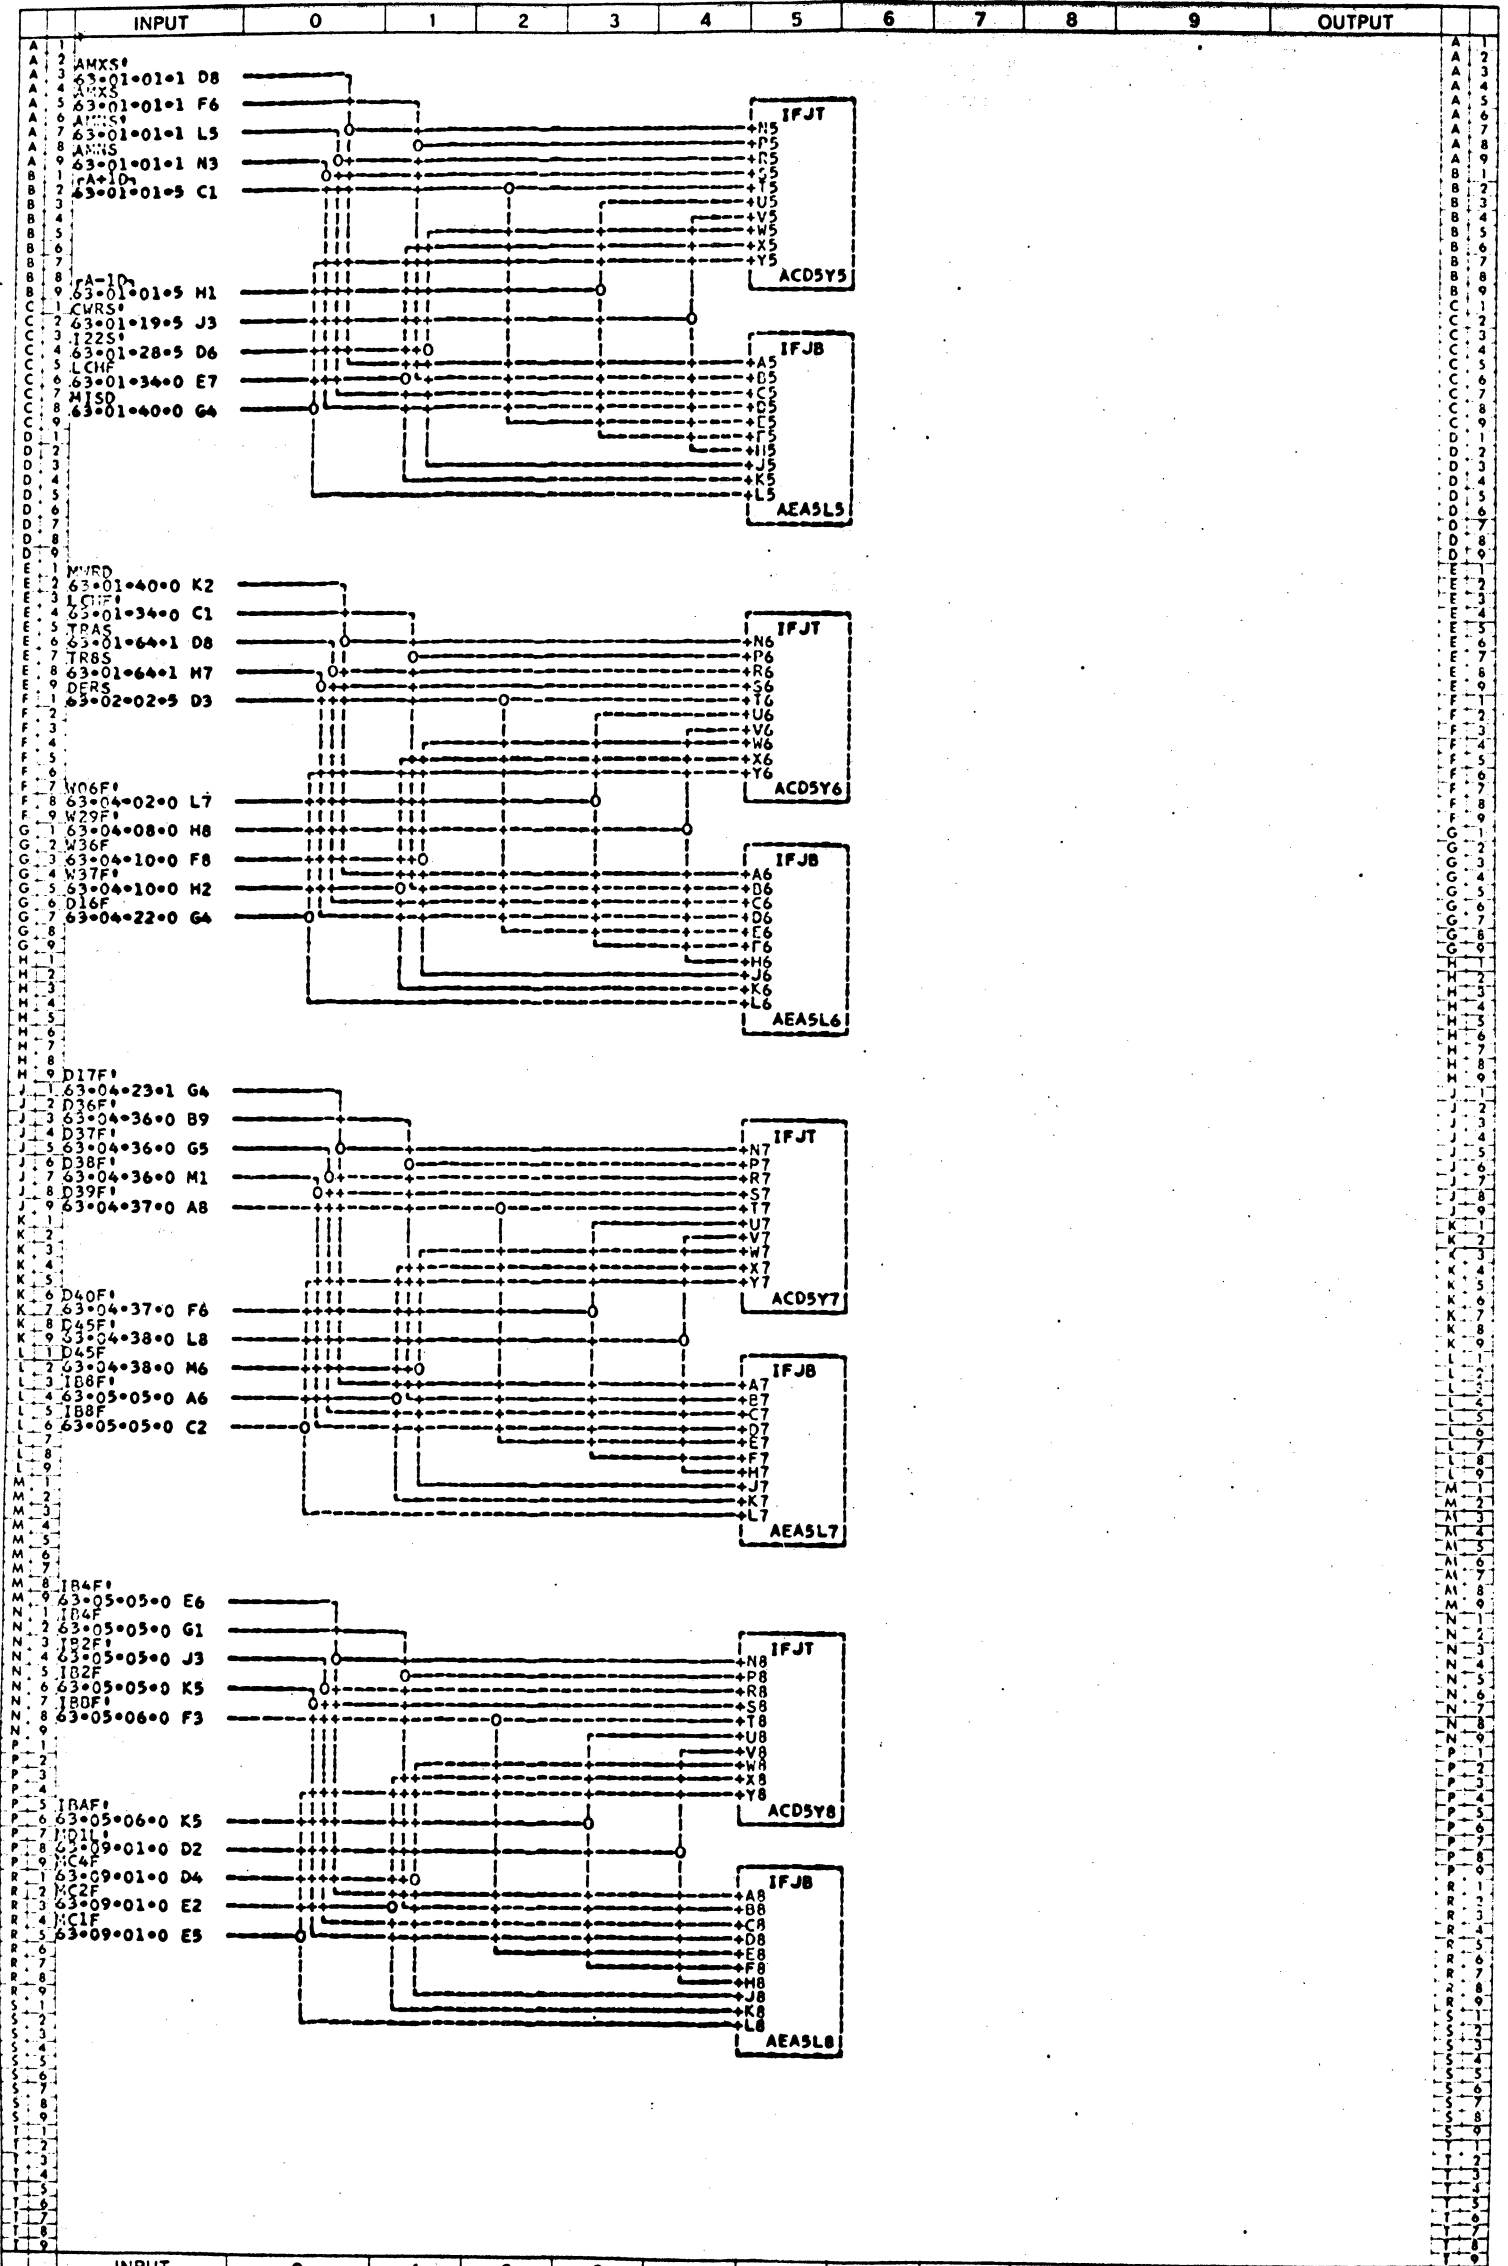 INPUT 0 1 2 3 4 5 6 7 8 9 OUTPUT
AMXS'
63•01•01•1 D8
AMXS
63•01•01•1 F6
AMNS'
63•01•01•1 L5
AMNS
63•01•01•1 N3
rA+1D
63•01•01•5 C1
rA-1D
63•01•01•5 H1
CWRS'
63•01•19•5 J3
I22S'
63•01•28•5 D6
LCHF
63•01•34•0 E7
MISD
63•01•40•0 G4
IFJT
N5
P5
R5
S5
T5
U5
V5
W5
X5
Y5
ACD5Y5
IFJB
A5
B5
C5
D5
E5
F5
H5
J5
K5
L5
AEA5L5
MWRD
63•01•40•0 K2
LCHF'
63•01•34•0 C1
TRAS
63•01•64•1 D8
TR8S
63•01•64•1 H7
DERS
63•02•02•5 D3
W06F'
63•04•02•0 L7
W29F'
63•04•08•0 H8
W36F
63•04•10•0 F8
W37F'
63•04•10•0 H2
D16F
63•04•22•0 G4
IFJT
N6
P6
R6
S6
T6
U6
V6
W6
X6
Y6
ACD5Y6
IFJB
A6
B6
C6
D6
E6
F6
H6
J6
K6
L6
AEA5L6
D17F'
63•04•23•1 G4
D36F'
63•04•36•0 B9
D37F'
63•04•36•0 G5
D38F'
63•04•36•0 M1
D39F'
63•04•37•0 A8
D40F'
63•04•37•0 F6
D45F'
63•04•38•0 L8
D45F
63•04•38•0 M6
IB8F'
63•05•05•0 A6
IB8F
63•05•05•0 C2
IFJT
N7
P7
R7
S7
T7
U7
V7
W7
X7
Y7
ACD5Y7
IFJB
A7
B7
C7
D7
E7
F7
H7
J7
K7
L7
AEA5L7
IB4F'
63•05•05•0 E6
IB4F
63•05•05•0 G1
IB2F'
63•05•05•0 J3
IB2F
63•05•05•0 K5
63•05•06•0 F3
IBAF'
63•05•06•0 K5
MD1L'
63•09•01•0 D2
MC4F
63•09•01•0 D4
MC2F
63•09•01•0 E2
MC1F
63•09•01•0 E5
IFJT
N8
P8
R8
S8
T8
U8
V8
W8
X8
Y8
ACD5Y8
IFJB
A8
B8
C8
D8
E8
F8
H8
J8
K8
L8
AEA5L8